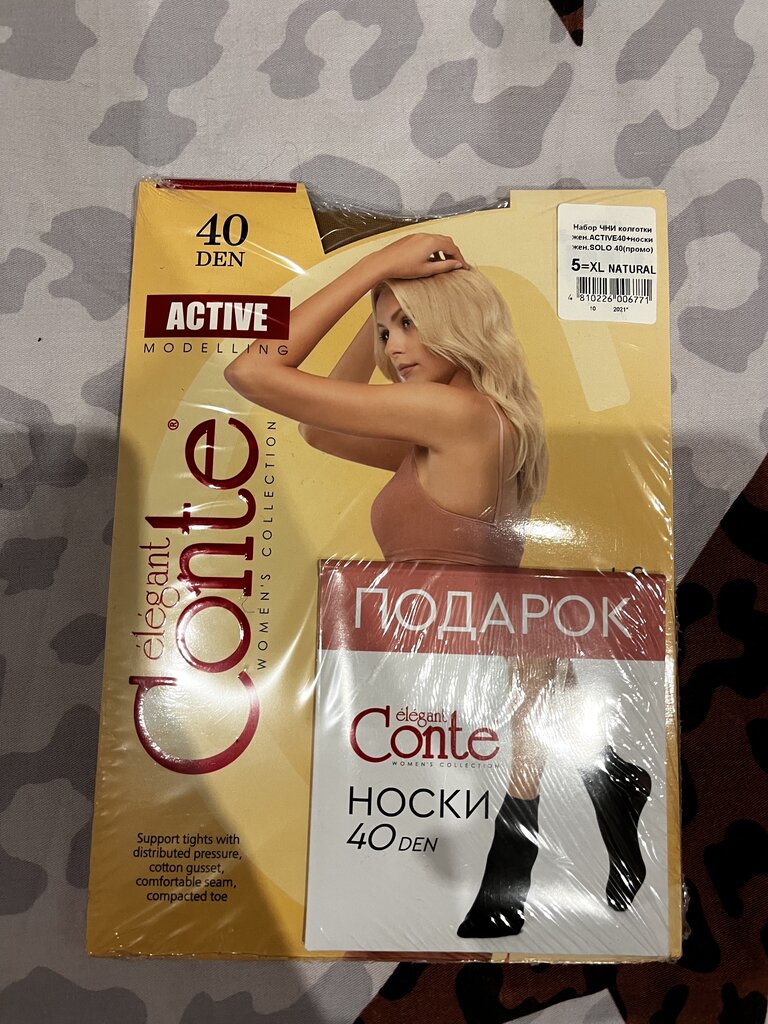 40
DEN
ACTIVE
MODELLING
élégant
Conte®
WOMEN'S COLLECTION
Support tights with
distributed pressure,
cotton gusset,
comfortable seam,
compacted toe
Набор ЧНИ колготки
жен.ACTIVE40+носки
жен.SOLO 40(промо)
5=XL NATURAL
4 810226 006771
10 2021*
ПОДАРОК
élégant
Conte
WOMEN'S COLLECTION
НОСКИ
40 DEN